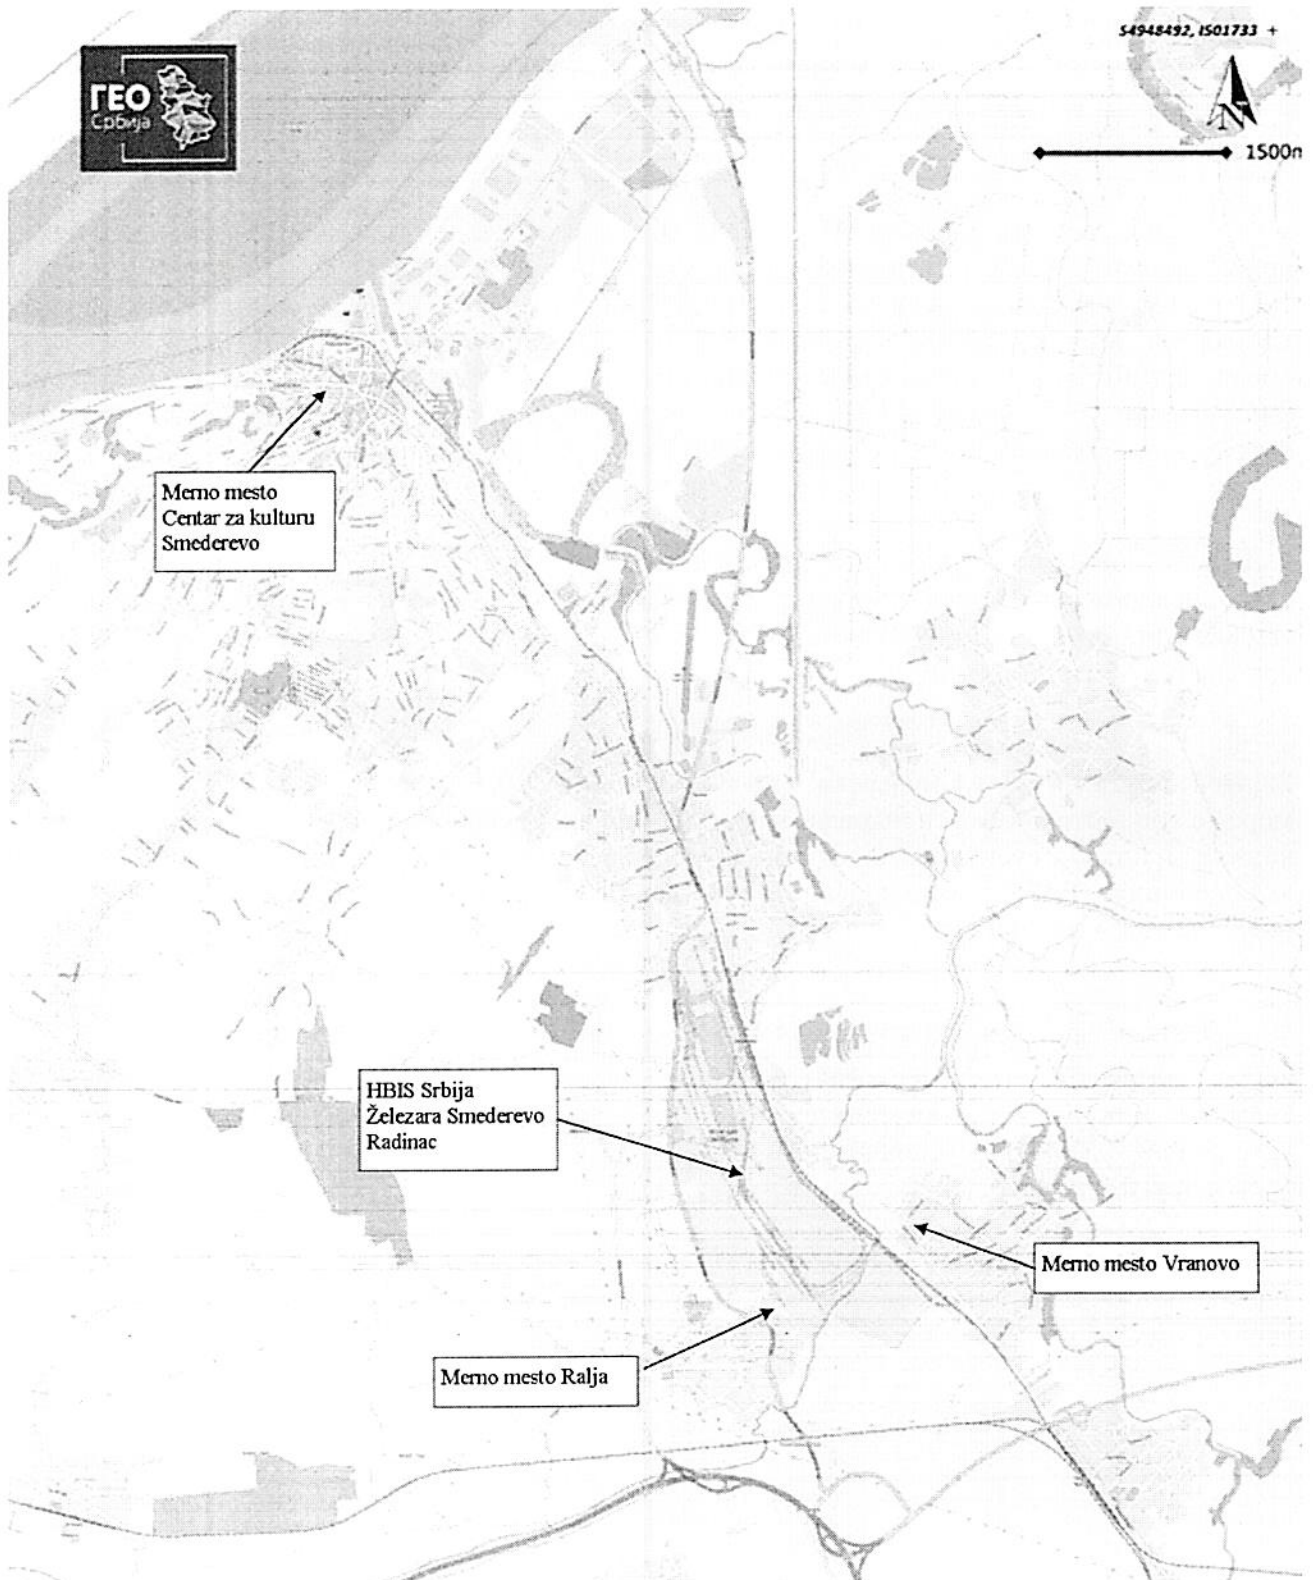 ГЕО
Србија
54948492, IS01733 +
N
1500m
Merno mesto
Centar za kulturu
Smederevo
HBIS Srbija
Železara Smederevo
Radinac
Merno mesto Vranovo
Merno mesto Ralja